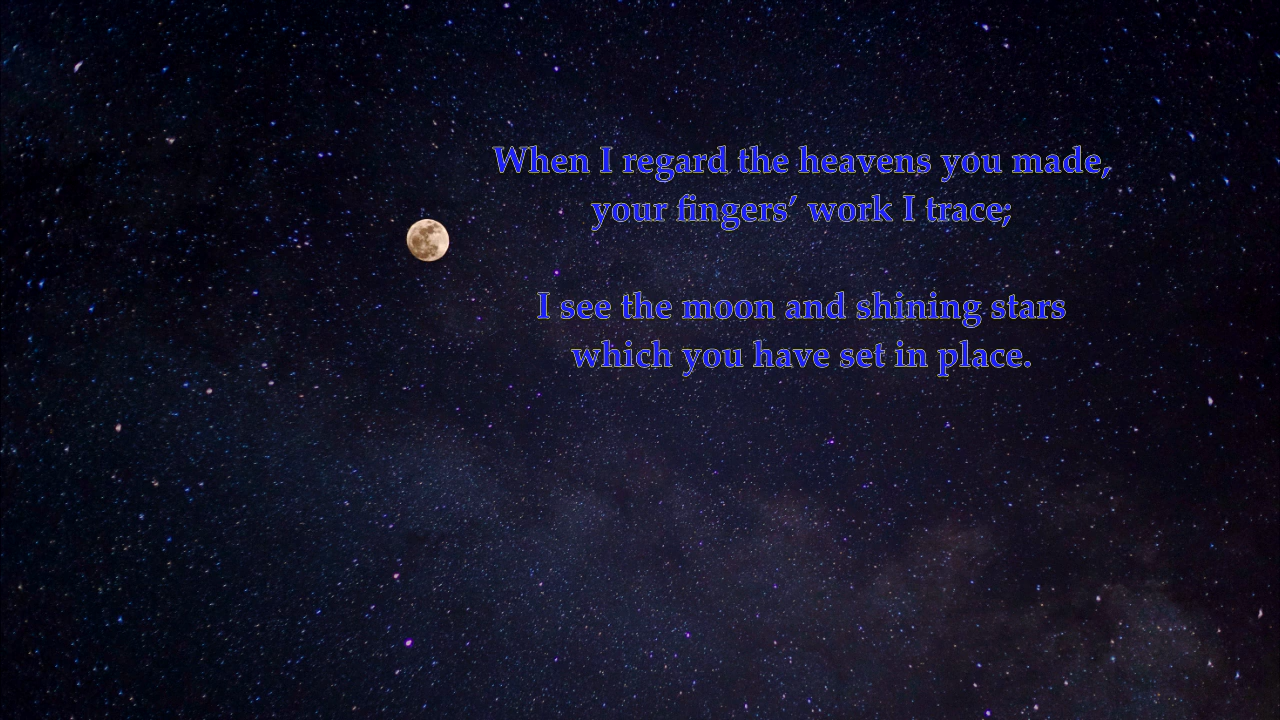 When I regard the heavens you made,
your fingers’ work I trace;
I see the moon and shining stars
which you have set in place.